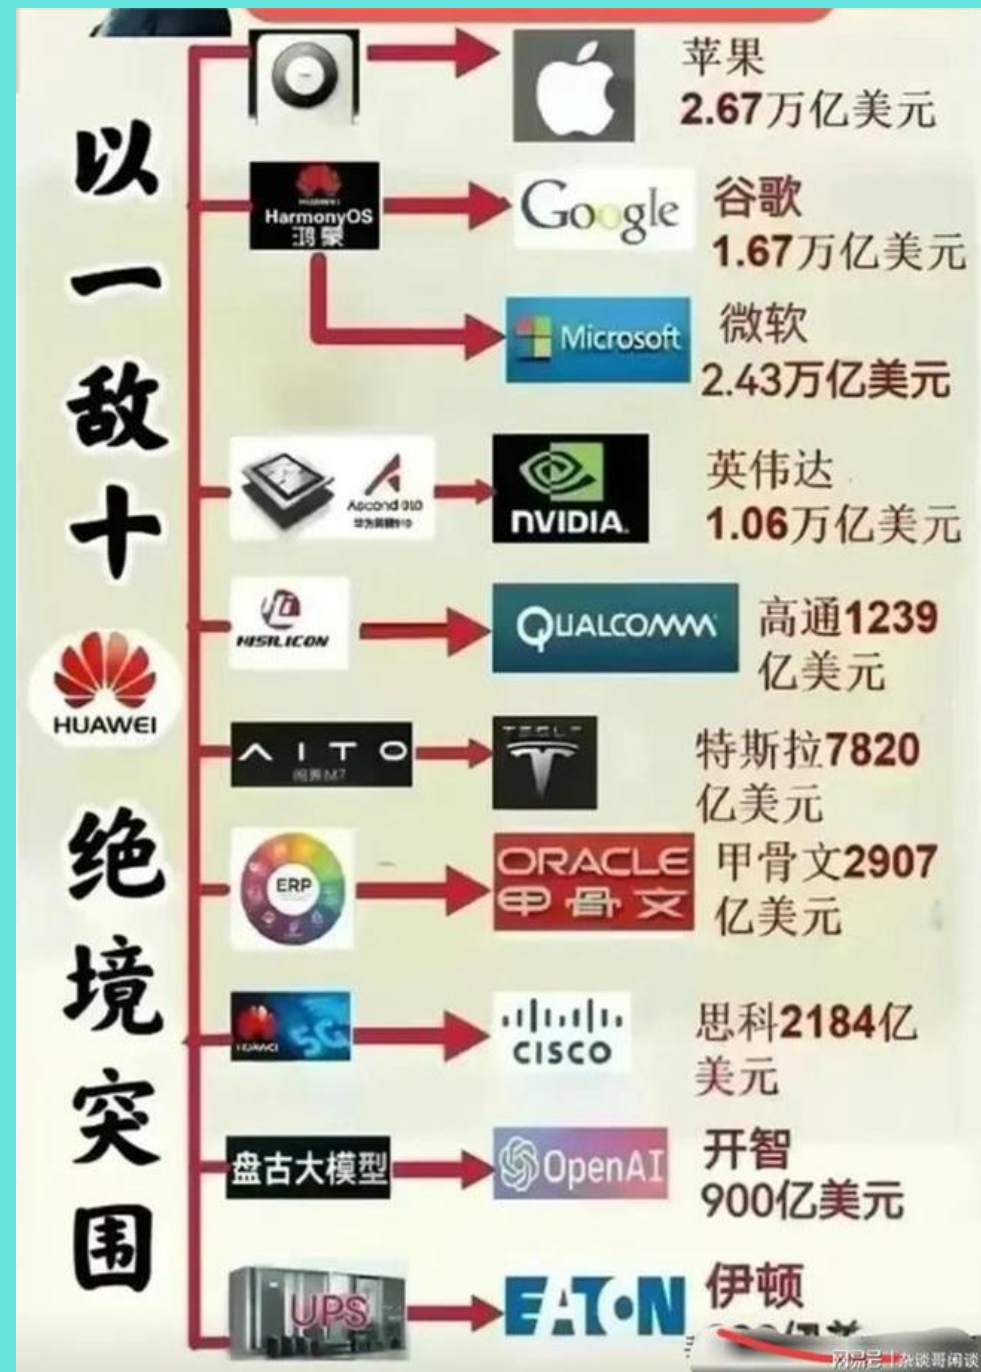 以一敌十
HUAWEI
绝境突围
苹果
2.67万亿美元
HUAWEI
HarmonyOS
鸿蒙
Google
谷歌
1.67万亿美元
Microsoft
微软
2.43万亿美元
Ascend 910
NVIDIA.
英伟达
1.06万亿美元
HISILICON
QUALCOMM
高通1239
亿美元
AITO
问界M7
TESLA
特斯拉7820
亿美元
ERP
ORACLE
甲骨文
甲骨文2907
亿美元
HUAWEI
5G
CISCO
思科2184亿
美元
盘古大模型
OpenAI
开智
900亿美元
UPS
EATON
伊顿
网易号 | 杂谈哥闲谈